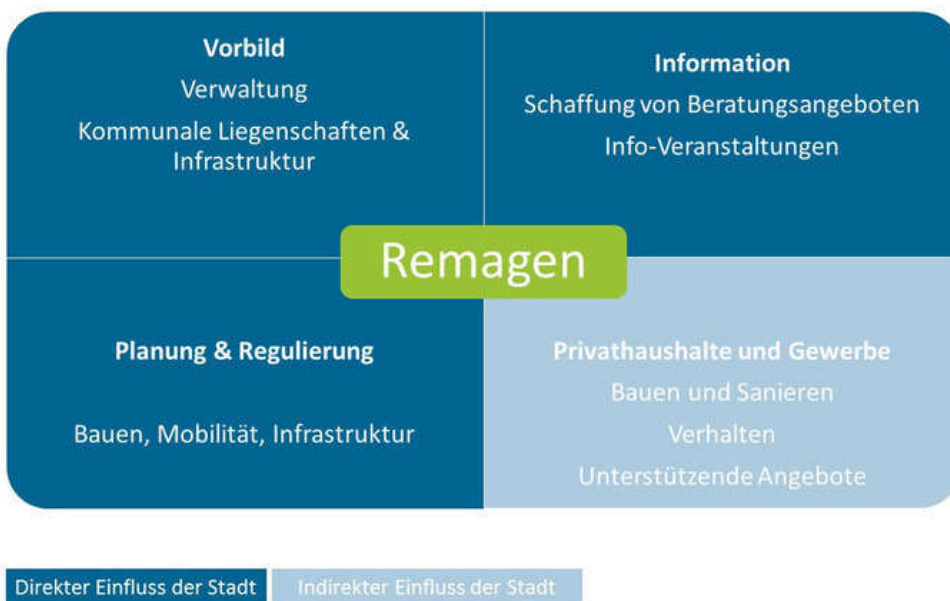 Vorbild
Verwaltung
Kommunale Liegenschaften &
Infrastruktur
Information
Schaffung von Beratungsangeboten
Info-Veranstaltungen
Remagen
Planung & Regulierung
Bauen, Mobilität, Infrastruktur
Privathaushalte und Gewerbe
Bauen und Sanieren
Verhalten
Unterstützende Angebote
Direkter Einfluss der Stadt
Indirekter Einfluss der Stadt